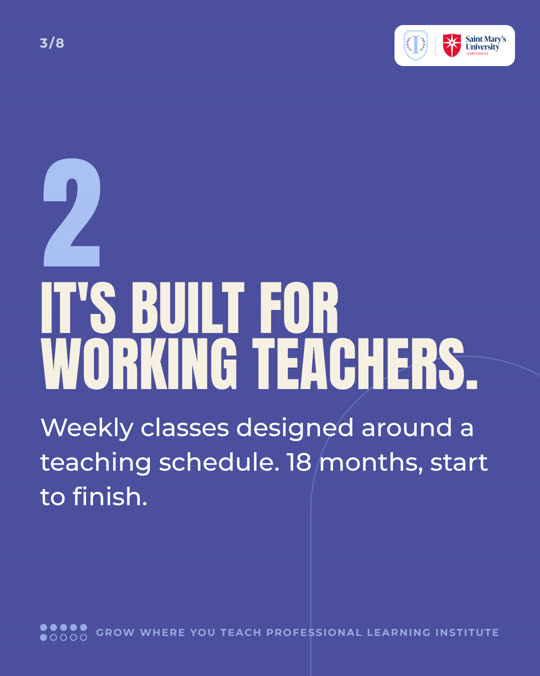 3/8
Saint Mary's
University
2
IT'S BUILT FOR
WORKING TEACHERS.
Weekly classes designed around a
teaching schedule. 18 months, start
to finish.
GROW WHERE YOU TEACH PROFESSIONAL LEARNING INSTITUTE